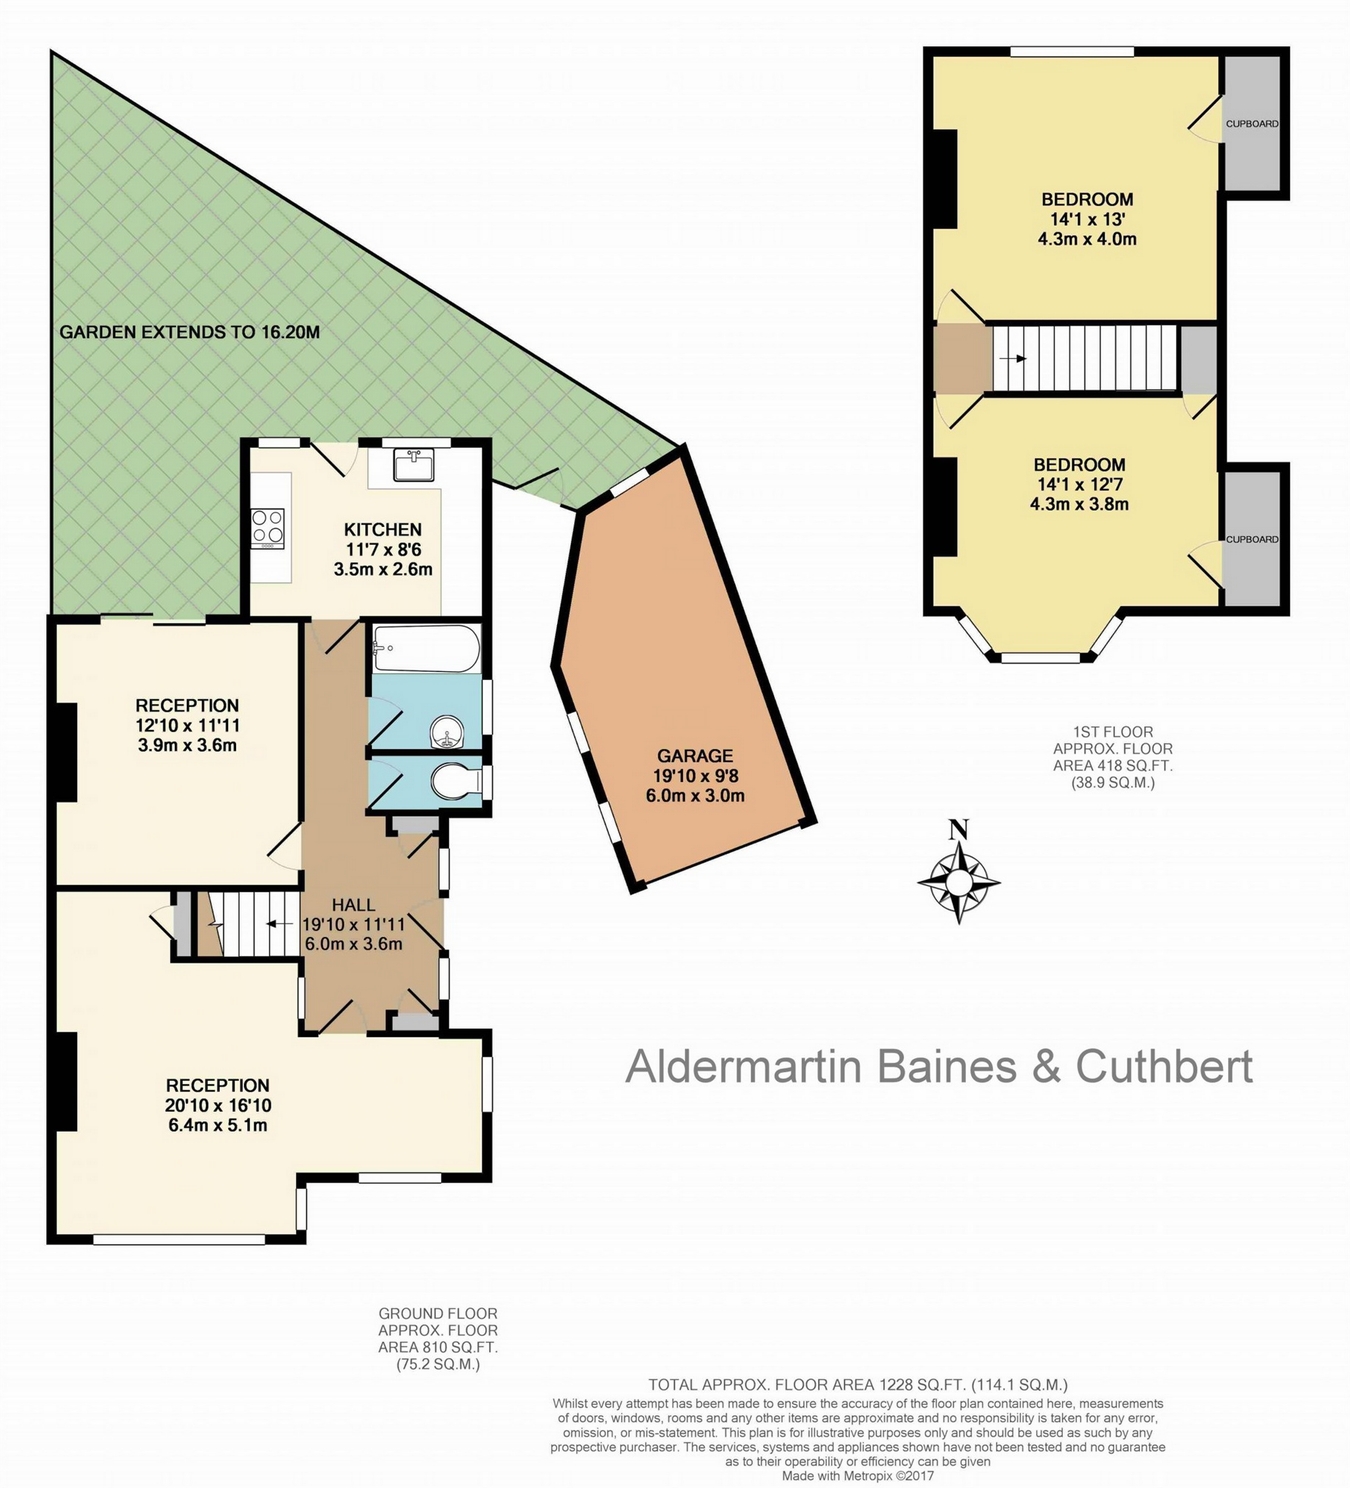 CUPBOARD
BEDROOM
14'1 x 13'
4.3m x 4.0m
GARDEN EXTENDS TO 16.20M
BEDROOM
14'1 x 12'7
4.3m x 3.8m
CUPBOARD
KITCHEN
11'7 x 8'6
3.5m x 2.6m
RECEPTION
12'10 x 11'11
3.9m x 3.6m
GARAGE
19'10 x 9'8
6.0m x 3.0m
1ST FLOOR
APPROX. FLOOR
AREA 418 SQ.FT.
(38.9 SQ.M.)
N
HALL
19'10 x 11'11
6.0m x 3.6m
Aldermartin Baines & Cuthbert
RECEPTION
20'10 x 16'10
6.4m x 5.1m
GROUND FLOOR
APPROX. FLOOR
AREA 810 SQ.FT.
(75.2 SQ.M.)
TOTAL APPROX. FLOOR AREA 1228 SQ.FT. (114.1 SQ.M.)
Whilst every attempt has been made to ensure the accuracy of the floor plan contained here, measurements
of doors, windows, rooms and any other items are approximate and no responsibility is taken for any error,
omission, or mis-statement. This plan is for illustrative purposes only and should be used as such by any
prospective purchaser. The services, systems and appliances shown have not been tested and no guarantee
as to their operability or efficiency can be given
Made with Metropix ©2017